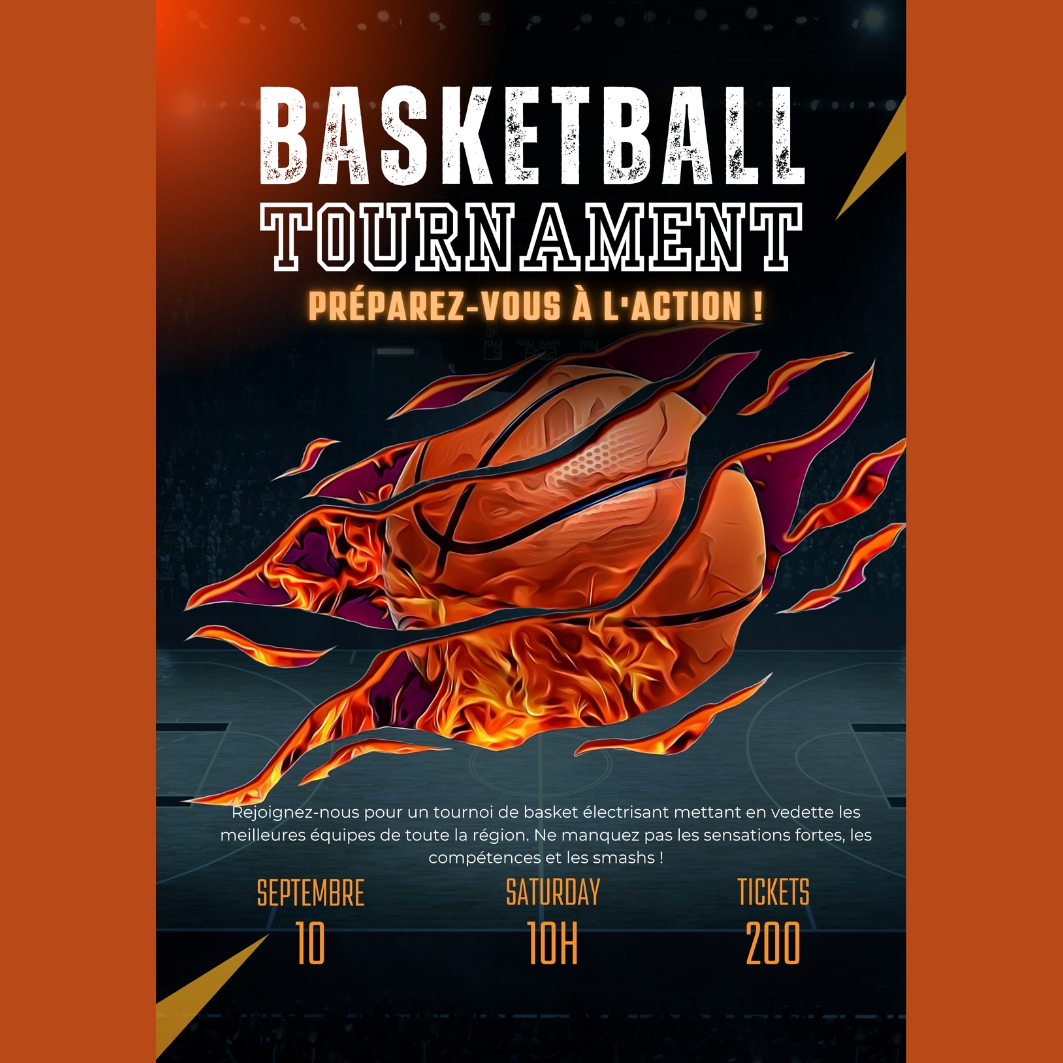 BASKETBALL
TOURNAMENT
PRÉPAREZ-VOUS À L'ACTION !
Rejoignez-nous pour un tournoi de basket électrisant mettant en vedette les
meilleures équipes de toute la région. Ne manquez pas les sensations fortes, les
compétences et les smashs !
SEPTEMBRE SATURDAY TICKETS
10 10H 200